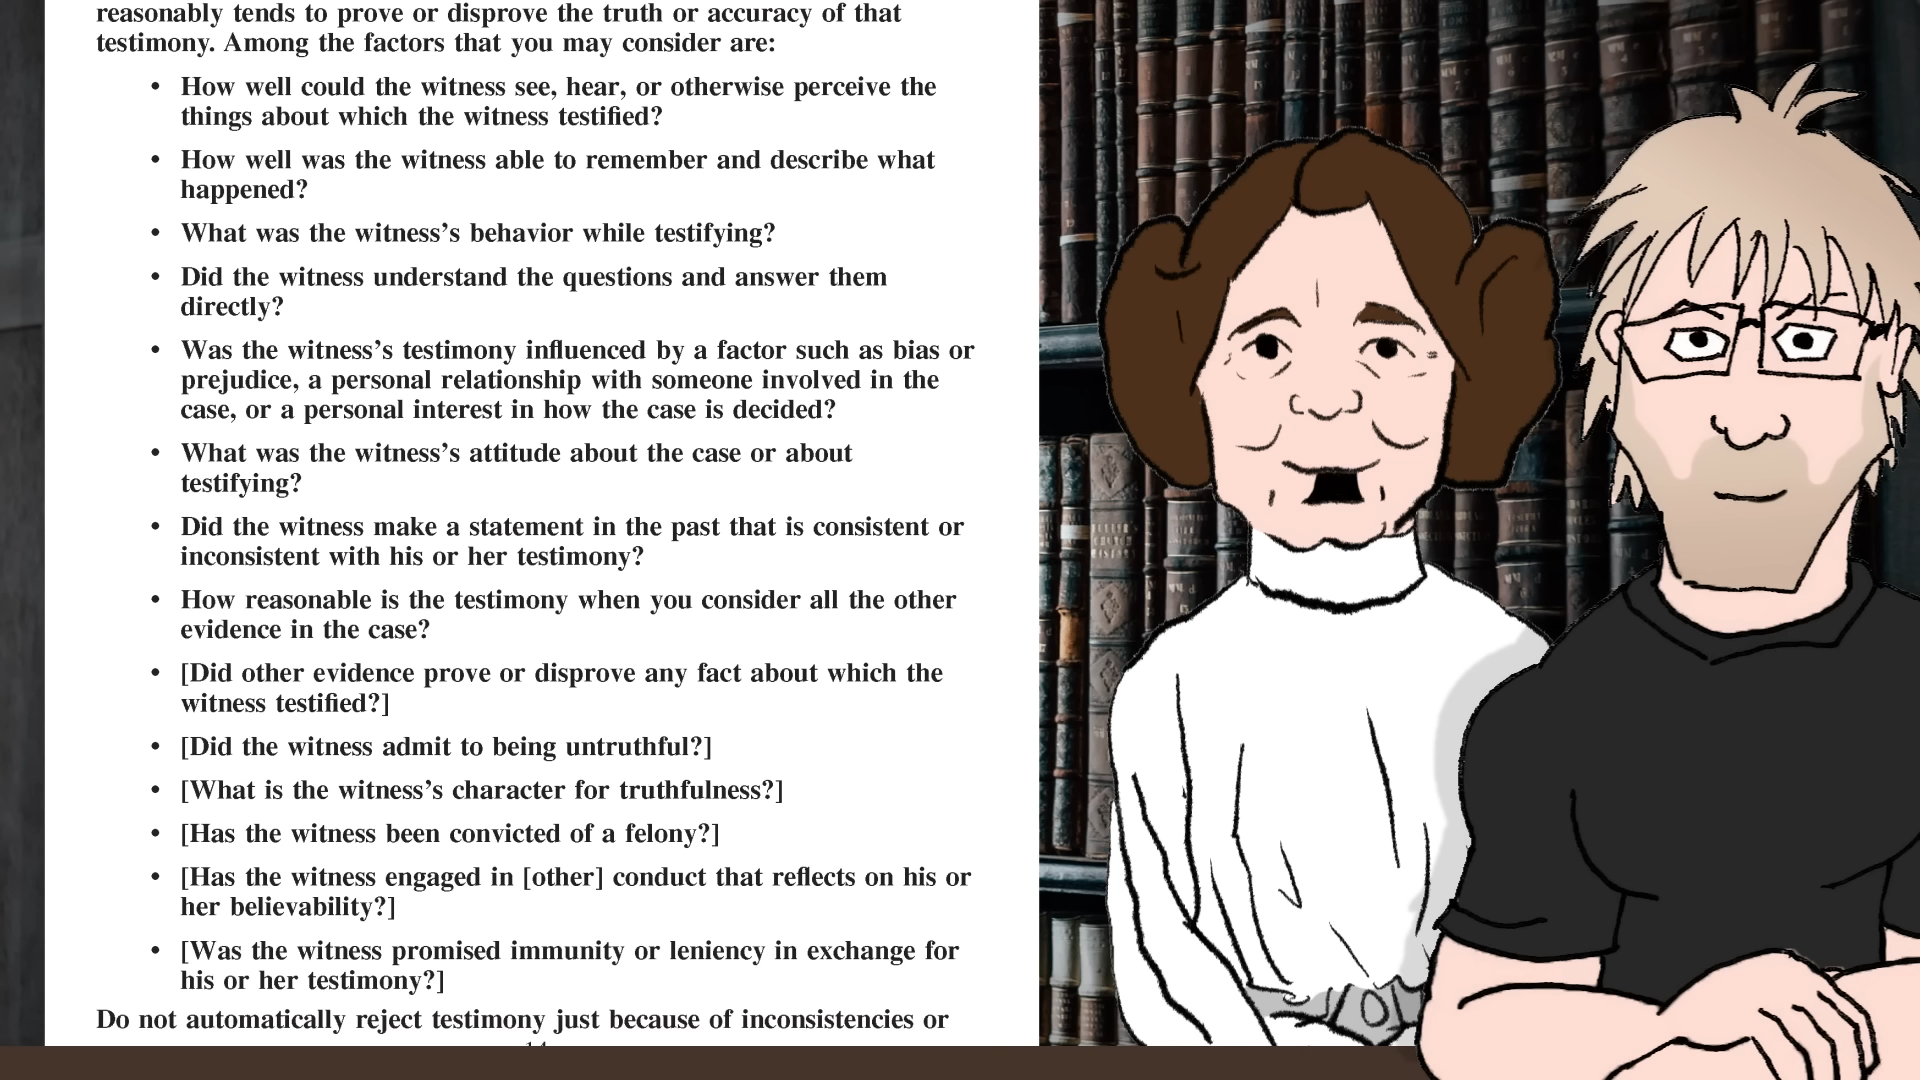 reasonably tends to prove or disprove the truth or accuracy of that
testimony. Among the factors that you may consider are:
• How well could the witness see, hear, or otherwise perceive the
things about which the witness testified?
• How well was the witness able to remember and describe what
happened?
• What was the witness’s behavior while testifying?
• Did the witness understand the questions and answer them
directly?
• Was the witness’s testimony influenced by a factor such as bias or
prejudice, a personal relationship with someone involved in the
case, or a personal interest in how the case is decided?
• What was the witness’s attitude about the case or about
testifying?
• Did the witness make a statement in the past that is consistent or
inconsistent with his or her testimony?
• How reasonable is the testimony when you consider all the other
evidence in the case?
• [Did other evidence prove or disprove any fact about which the
witness testified?]
• [Did the witness admit to being untruthful?]
• [What is the witness’s character for truthfulness?]
• [Has the witness been convicted of a felony?]
• [Has the witness engaged in [other] conduct that reflects on his or
her believability?]
• [Was the witness promised immunity or leniency in exchange for
his or her testimony?]
Do not automatically reject testimony just because of inconsistencies or